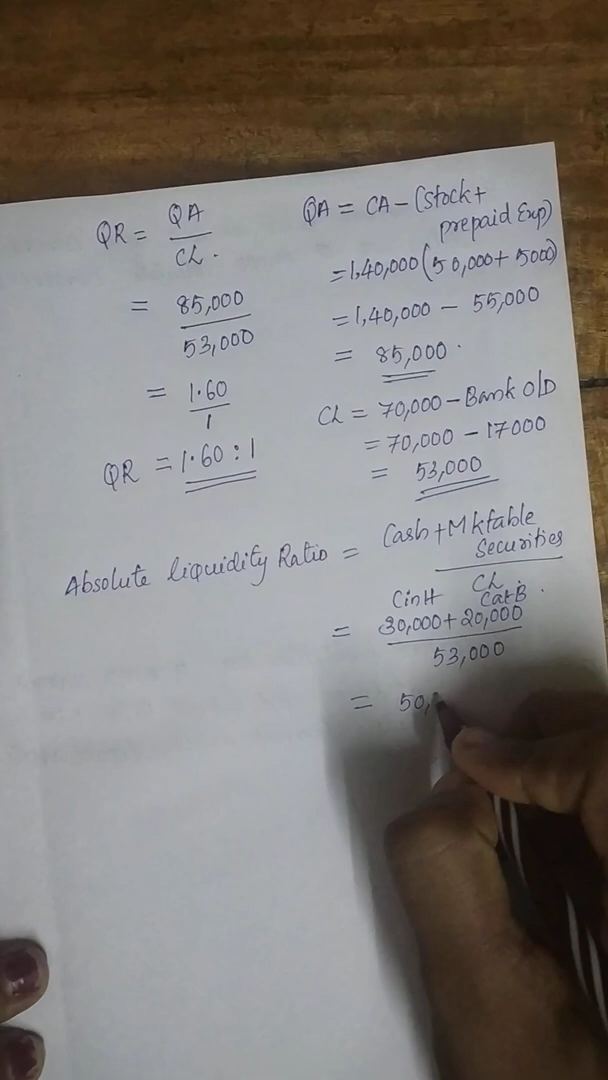 QR = QA
CL.
= 85,000
53,000
= 1.60
1
QR = 1.60 : 1
QA = CA - (Stock +
prepaid Exp)
= 1,40,000 (50,000 + 5000)
= 1,40,000 - 55,000
= 85,000.
CL = 70,000 - Bank O/D
= 70,000 - 17000
= 53,000
Absolute liquidity Ratio = Cash + Mktable
Securities
CL.
CinH CatB.
= 30,000 + 20,000
53,000
= 50,